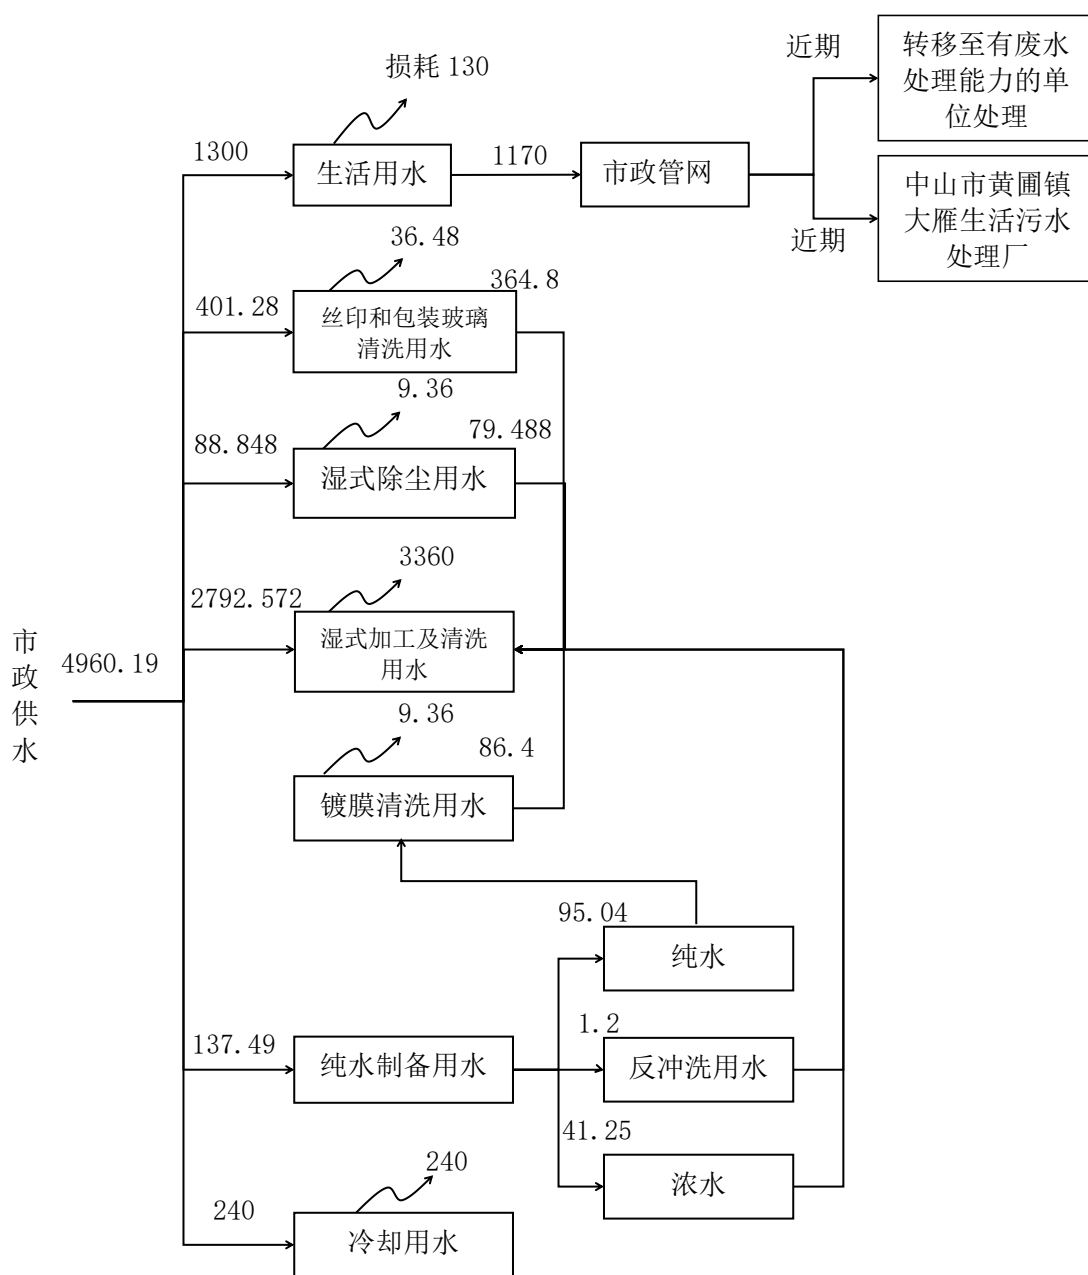 损耗 130
近期
转移至有废水
处理能力的单
位处理
1300
生活用水
1170
市政管网
近期
中山市黄圃镇
大雁生活污水
处理厂
36.48
401.28
丝印和包装玻璃
清洗用水
364.8
9.36
88.848
湿式除尘用水
79.488
3360
2792.572
湿式加工及清洗
用水
市
政
供
水
4960.19
9.36
镀膜清洗用水
86.4
95.04
纯水
137.49
纯水制备用水
1.2
反冲洗用水
41.25
浓水
240
240
冷却用水